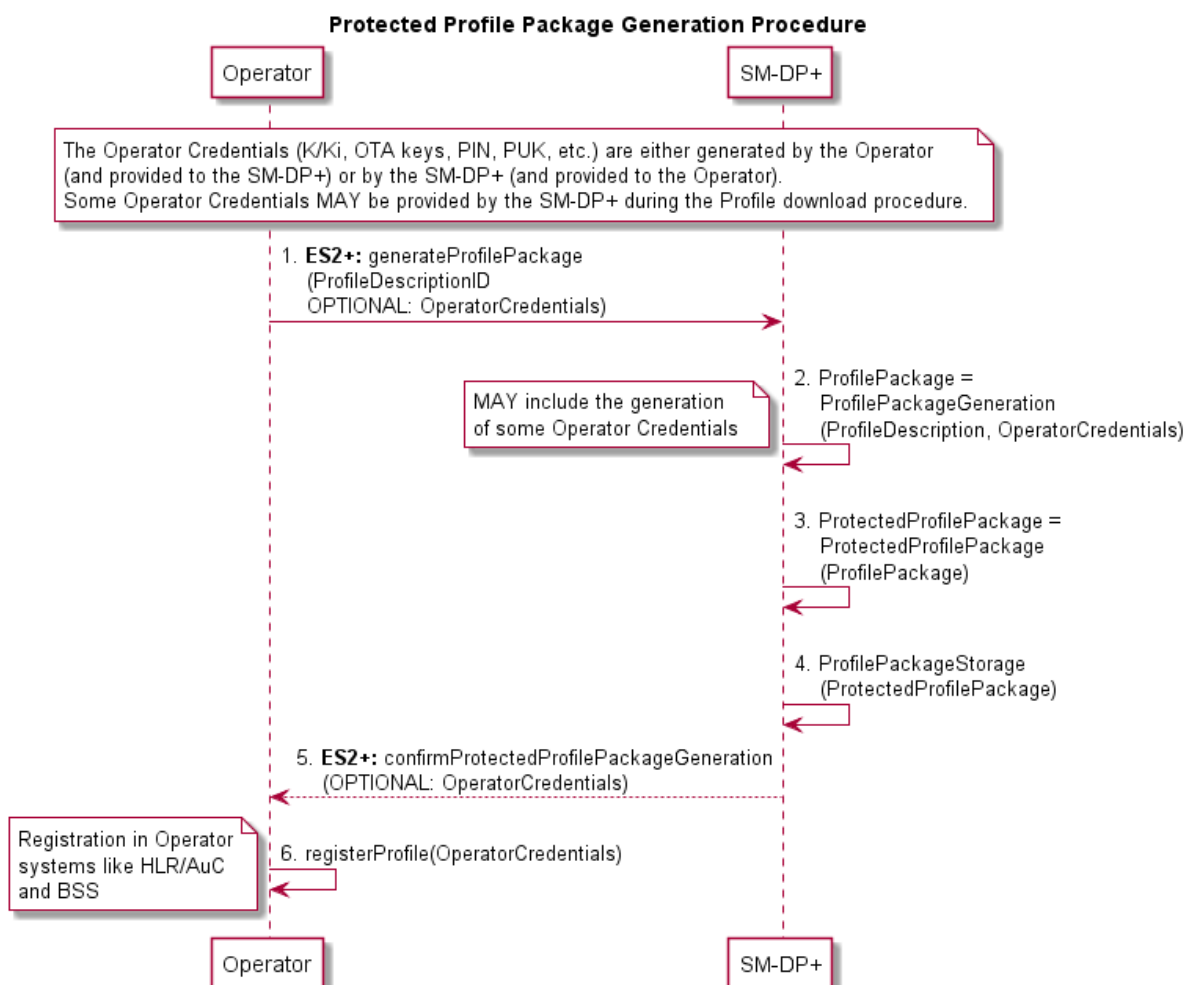 Protected Profile Package Generation Procedure
Operator
SM-DP+
The Operator Credentials (K/Ki, OTA keys, PIN, PUK, etc.) are either generated by the Operator
(and provided to the SM-DP+) or by the SM-DP+ (and provided to the Operator).
Some Operator Credentials MAY be provided by the SM-DP+ during the Profile download procedure.
1. ES2+: generateProfilePackage
(ProfileDescriptionID
OPTIONAL: OperatorCredentials)
MAY include the generation
of some Operator Credentials
2. ProfilePackage =
ProfilePackageGeneration
(ProfileDescription, OperatorCredentials)
3. ProtectedProfilePackage =
ProtectedProfilePackage
(ProfilePackage)
4. ProfilePackageStorage
(ProtectedProfilePackage)
5. ES2+: confirmProtectedProfilePackageGeneration
(OPTIONAL: OperatorCredentials)
Registration in Operator
systems like HLR/AuC
and BSS
6. registerProfile(OperatorCredentials)
Operator
SM-DP+